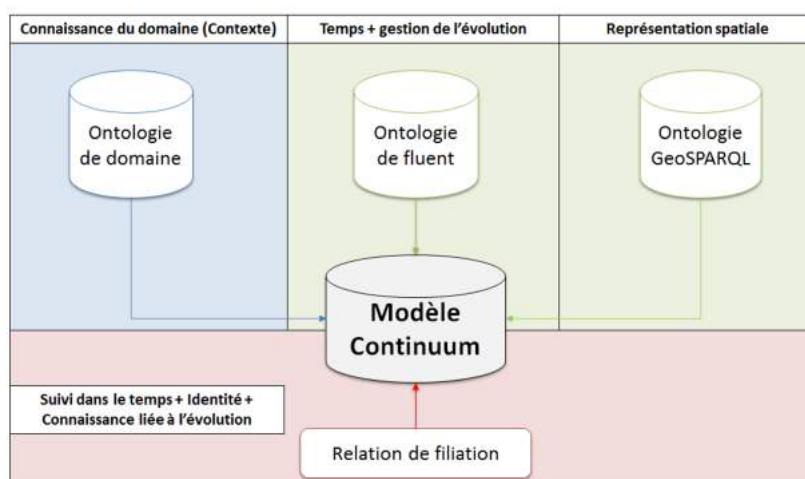 Connaissance du domaine (Contexte)
Temps + gestion de l'évolution
Représentation spatiale
Ontologie
de domaine
Ontologie
de fluent
Ontologie
GeoSPARQL
Modèle
Continuum
Suivi dans le temps + Identité +
Connaissance liée à l'évolution
Relation de filiation